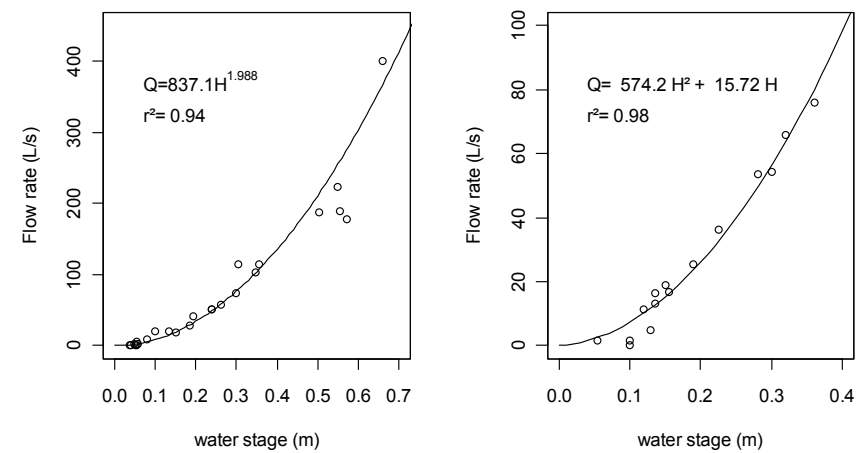 Q=837.1H^1.988
r²= 0.94
Flow rate (L/s)
0
100
200
300
400
0.0 0.1 0.2 0.3 0.4 0.5 0.6 0.7
water stage (m)
Q= 574.2 H² + 15.72 H
r²= 0.98
Flow rate (L/s)
0
20
40
60
80
100
0.0 0.1 0.2 0.3 0.4
water stage (m)